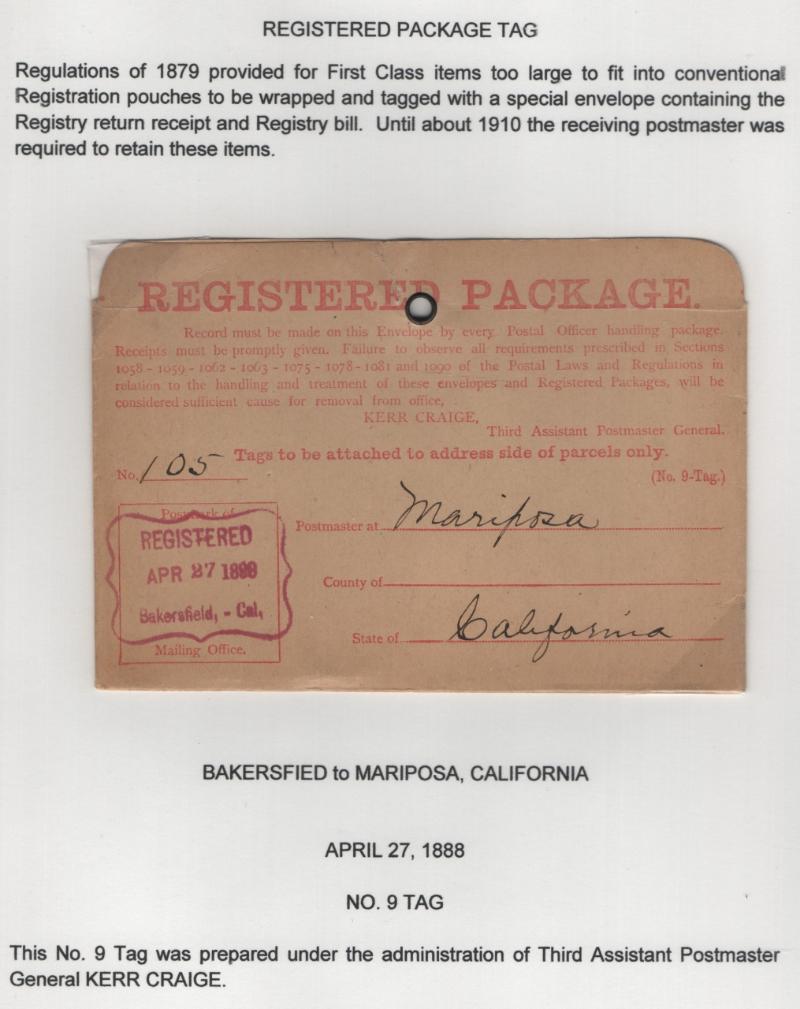 REGISTERED PACKAGE TAG
Regulations of 1879 provided for First Class items too large to fit into conventional
Registration pouches to be wrapped and tagged with a special envelope containing the
Registry return receipt and Registry bill. Until about 1910 the receiving postmaster was
required to retain these items.
REGISTERED PACKAGE.
Record must be made on this Envelope by every Postal Officer handling package.
Receipts must be promptly given. Failure to observe all requirements prescribed in Sections
1058 - 1059 - 1062 - 1063 - 1075 - 1078 - 1081 and 1090 of the Postal Laws and Regulations in
relation to the handling and treatment of these envelopes and Registered Packages, will be
considered sufficient cause for removal from office,
KERR CRAIGE,
Third Assistant Postmaster General.
Tags to be attached to address side of parcels only.
No. 105
(No. 9-Tag.)
Postmark of
REGISTERED
APR 27
Bakersfield, - Cal,
Mailing Office.
Postmaster at Mariposa
County of
State of California
BAKERSFIED to MARIPOSA, CALIFORNIA
APRIL 27, 1888
NO. 9 TAG
This No. 9 Tag was prepared under the administration of Third Assistant Postmaster
General KERR CRAIGE.